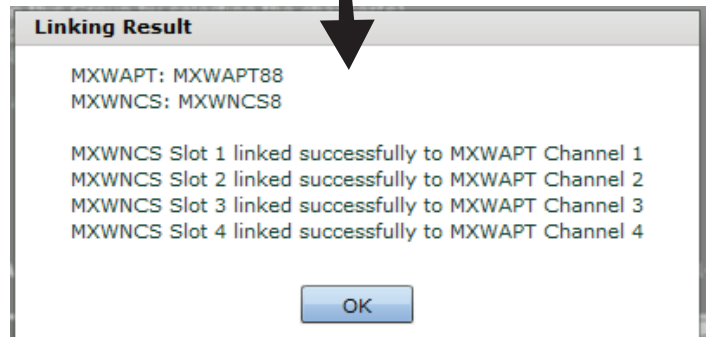 Linking Result
MXWAPT: MXWAPT88
MXWNCS: MXWNCS8
MXWNCS Slot 1 linked successfully to MXWAPT Channel 1
MXWNCS Slot 2 linked successfully to MXWAPT Channel 2
MXWNCS Slot 3 linked successfully to MXWAPT Channel 3
MXWNCS Slot 4 linked successfully to MXWAPT Channel 4
OK